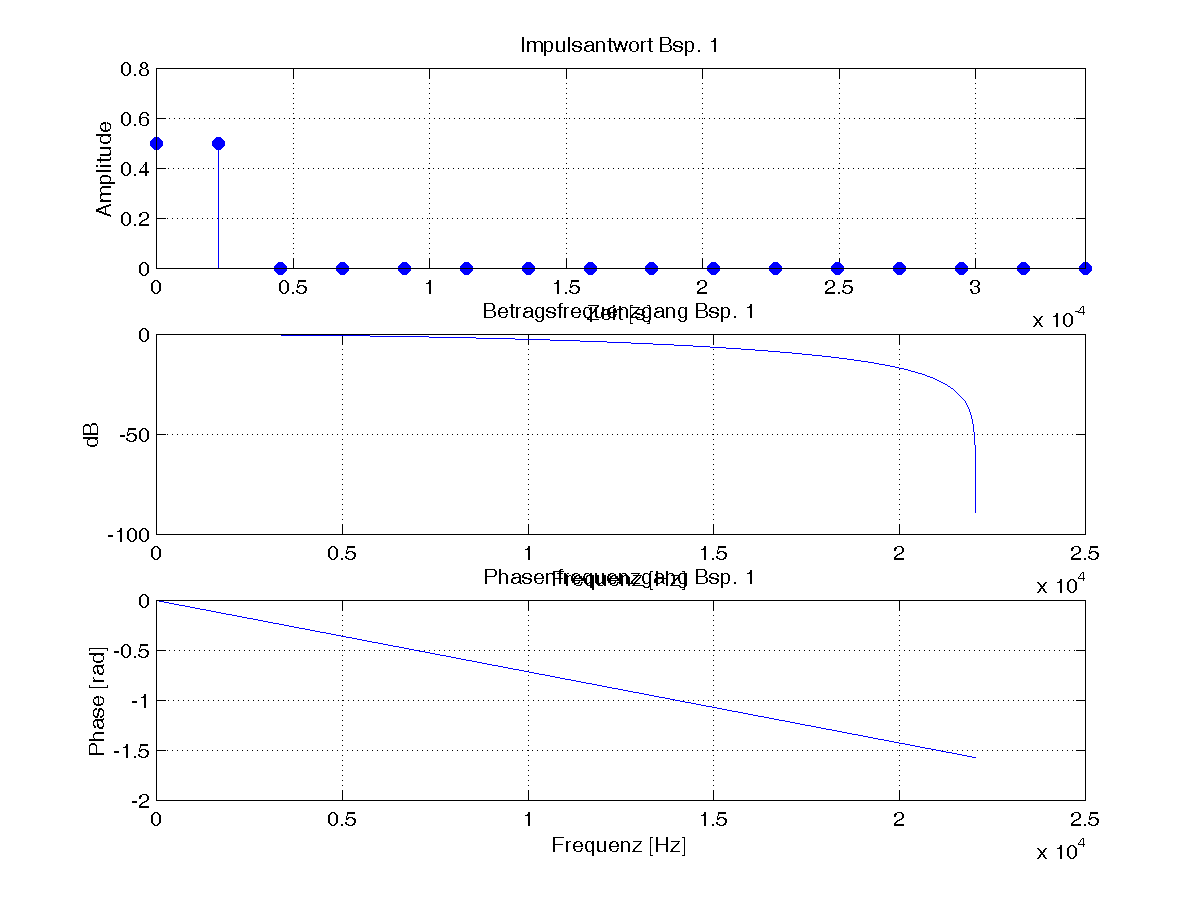 Impulsantwort Bsp. 1
0.8
0.6
0.4
0.2
0
Amplitude
0 0.5 1 1.5 2 2.5 3
x 10^-4
Zeit [s]
Betragsfrequenzgang Bsp. 1
0
-50
-100
dB
0 0.5 1 1.5 2 2.5
x 10^4
Frequenz [Hz]
Phasenfrequenzgang Bsp. 1
0
-0.5
-1
-1.5
-2
Phase [rad]
0 0.5 1 1.5 2 2.5
x 10^4
Frequenz [Hz]